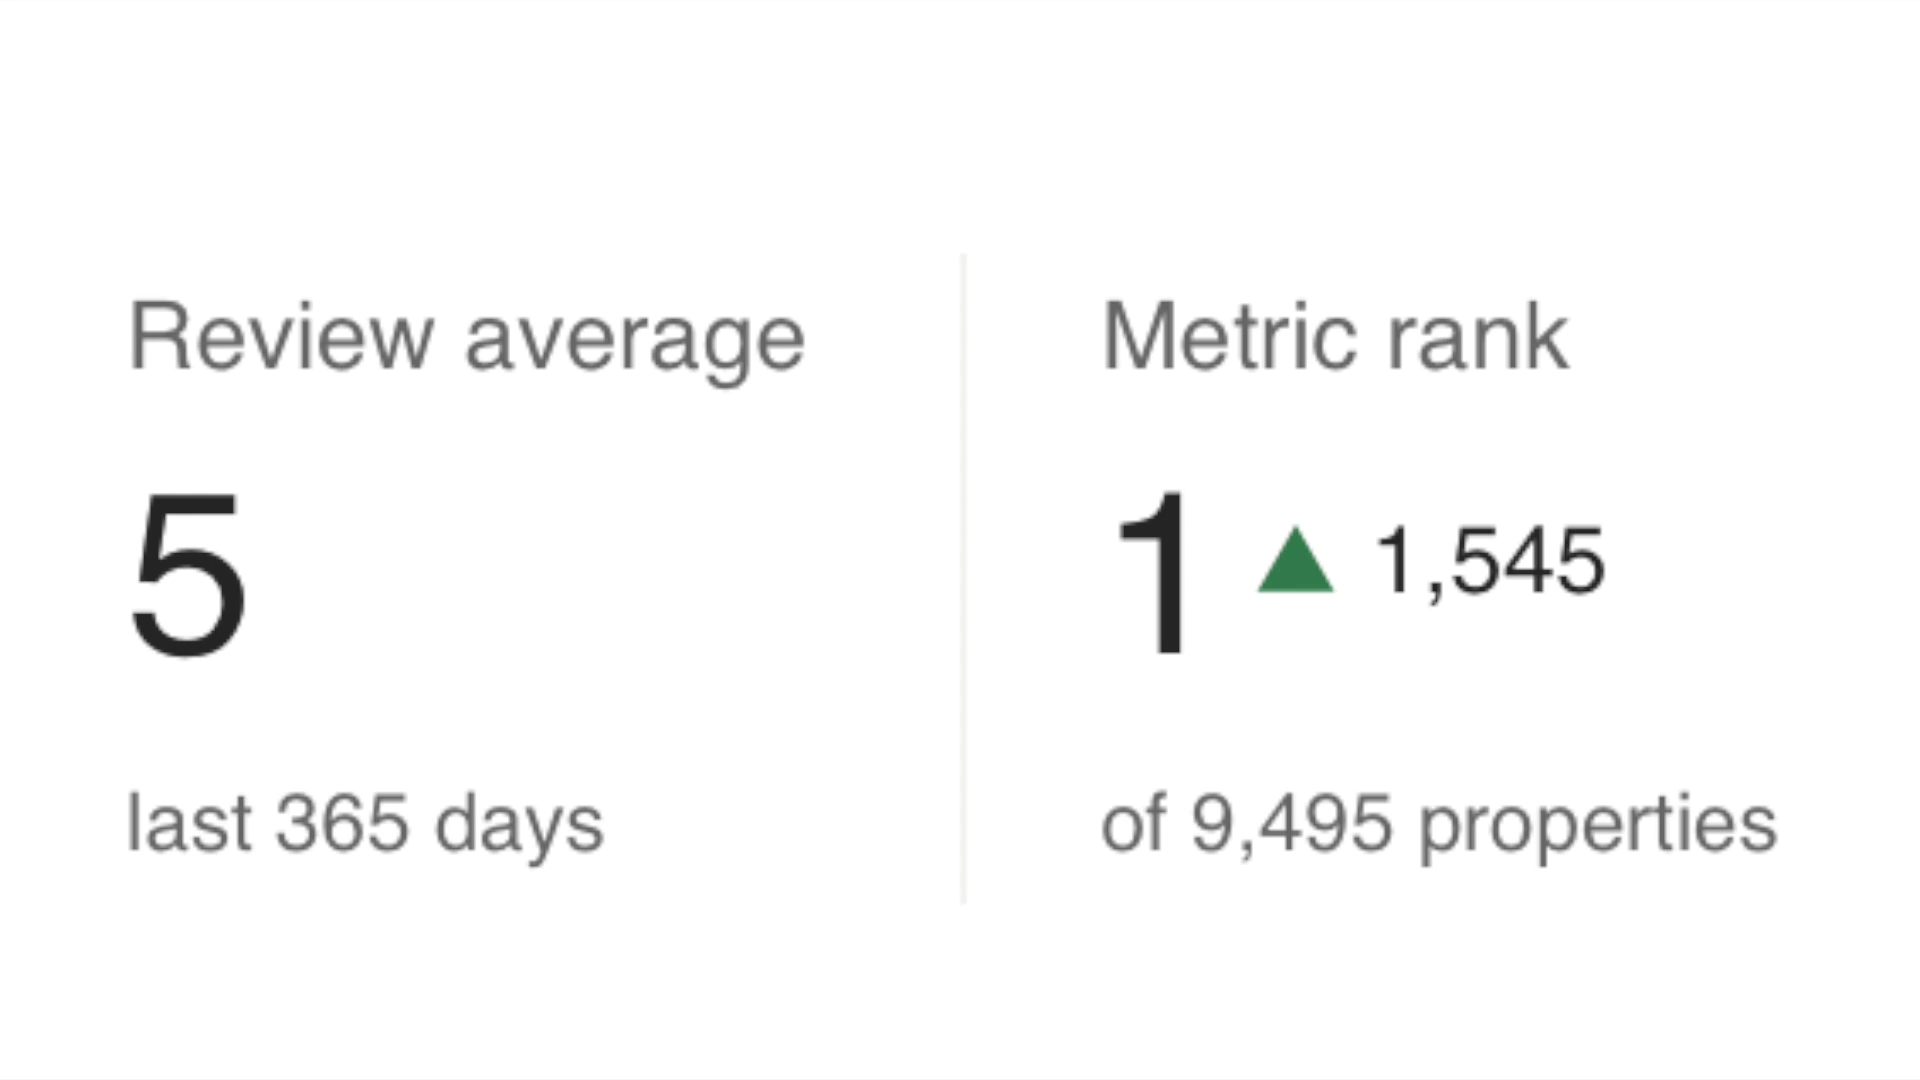 Review average
5
last 365 days
Metric rank
1 ▲ 1,545
of 9,495 properties